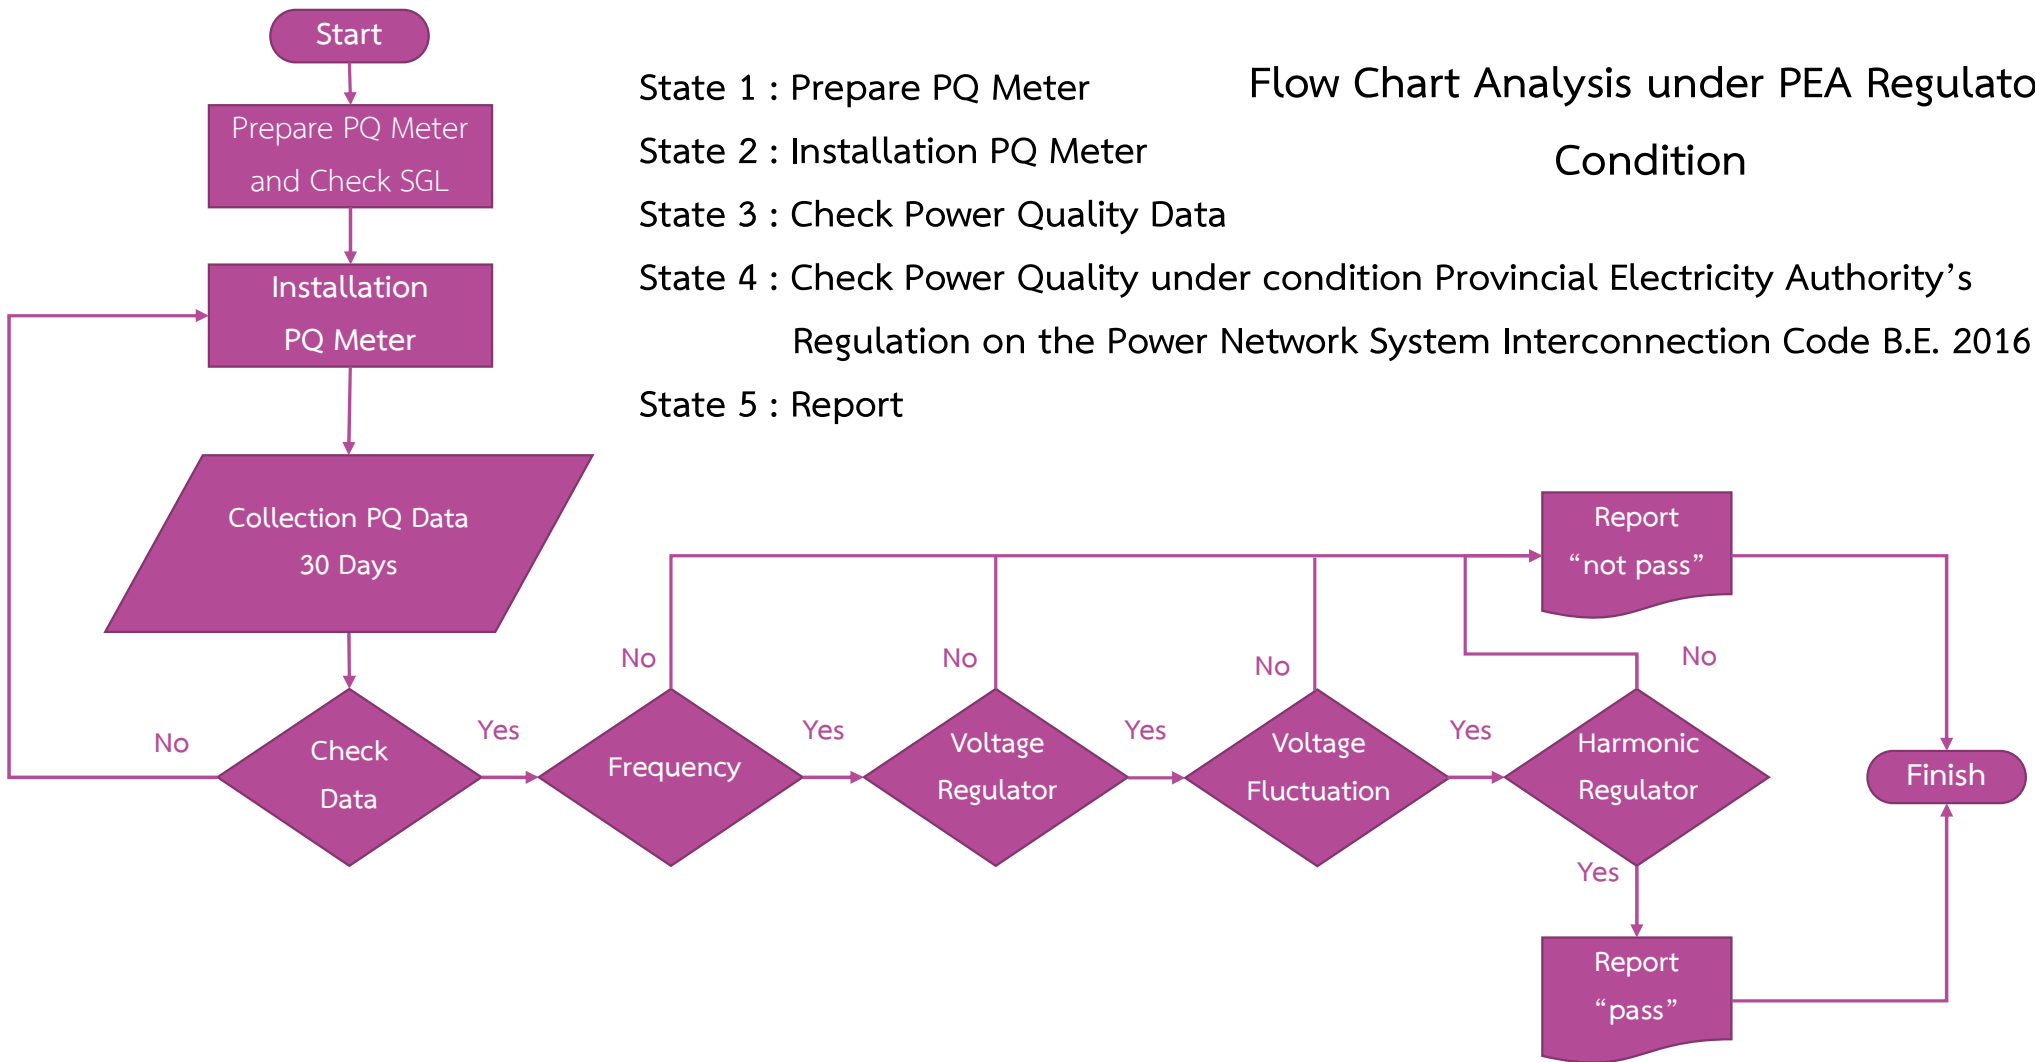 Start
Prepare PQ Meter
and Check SGL
Installation
PQ Meter
Collection PQ Data
30 Days
Check
Data
No
Yes
Flow Chart Analysis under PEA Regulato
Condition
State 1 : Prepare PQ Meter
State 2 : Installation PQ Meter
State 3 : Check Power Quality Data
State 4 : Check Power Quality under condition Provincial Electricity Authority’s
Regulation on the Power Network System Interconnection Code B.E. 2016
State 5 : Report
Frequency
No
Yes
Voltage
Regulator
No
Yes
Voltage
Fluctuation
No
Yes
Harmonic
Regulator
No
Yes
Report
“not pass”
Report
“pass”
Finish